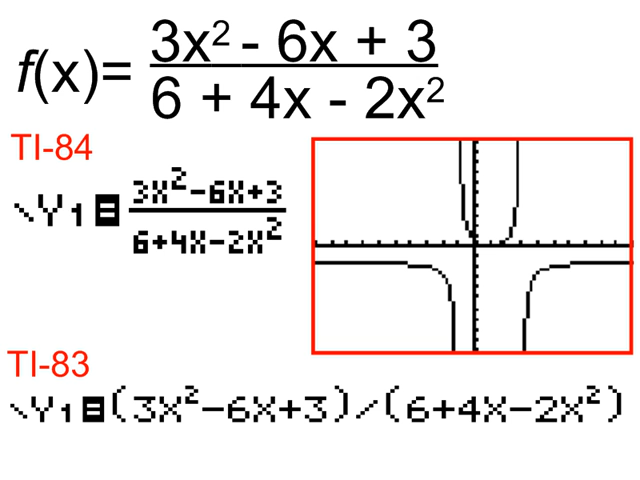 f(x)= 3x² - 6x + 3
6 + 4x - 2x²
TI-84
\Y1=3X²-6X+3
6+4X-2X²
TI-83
\Y1=(3X²-6X+3)/(6+4X-2X²)